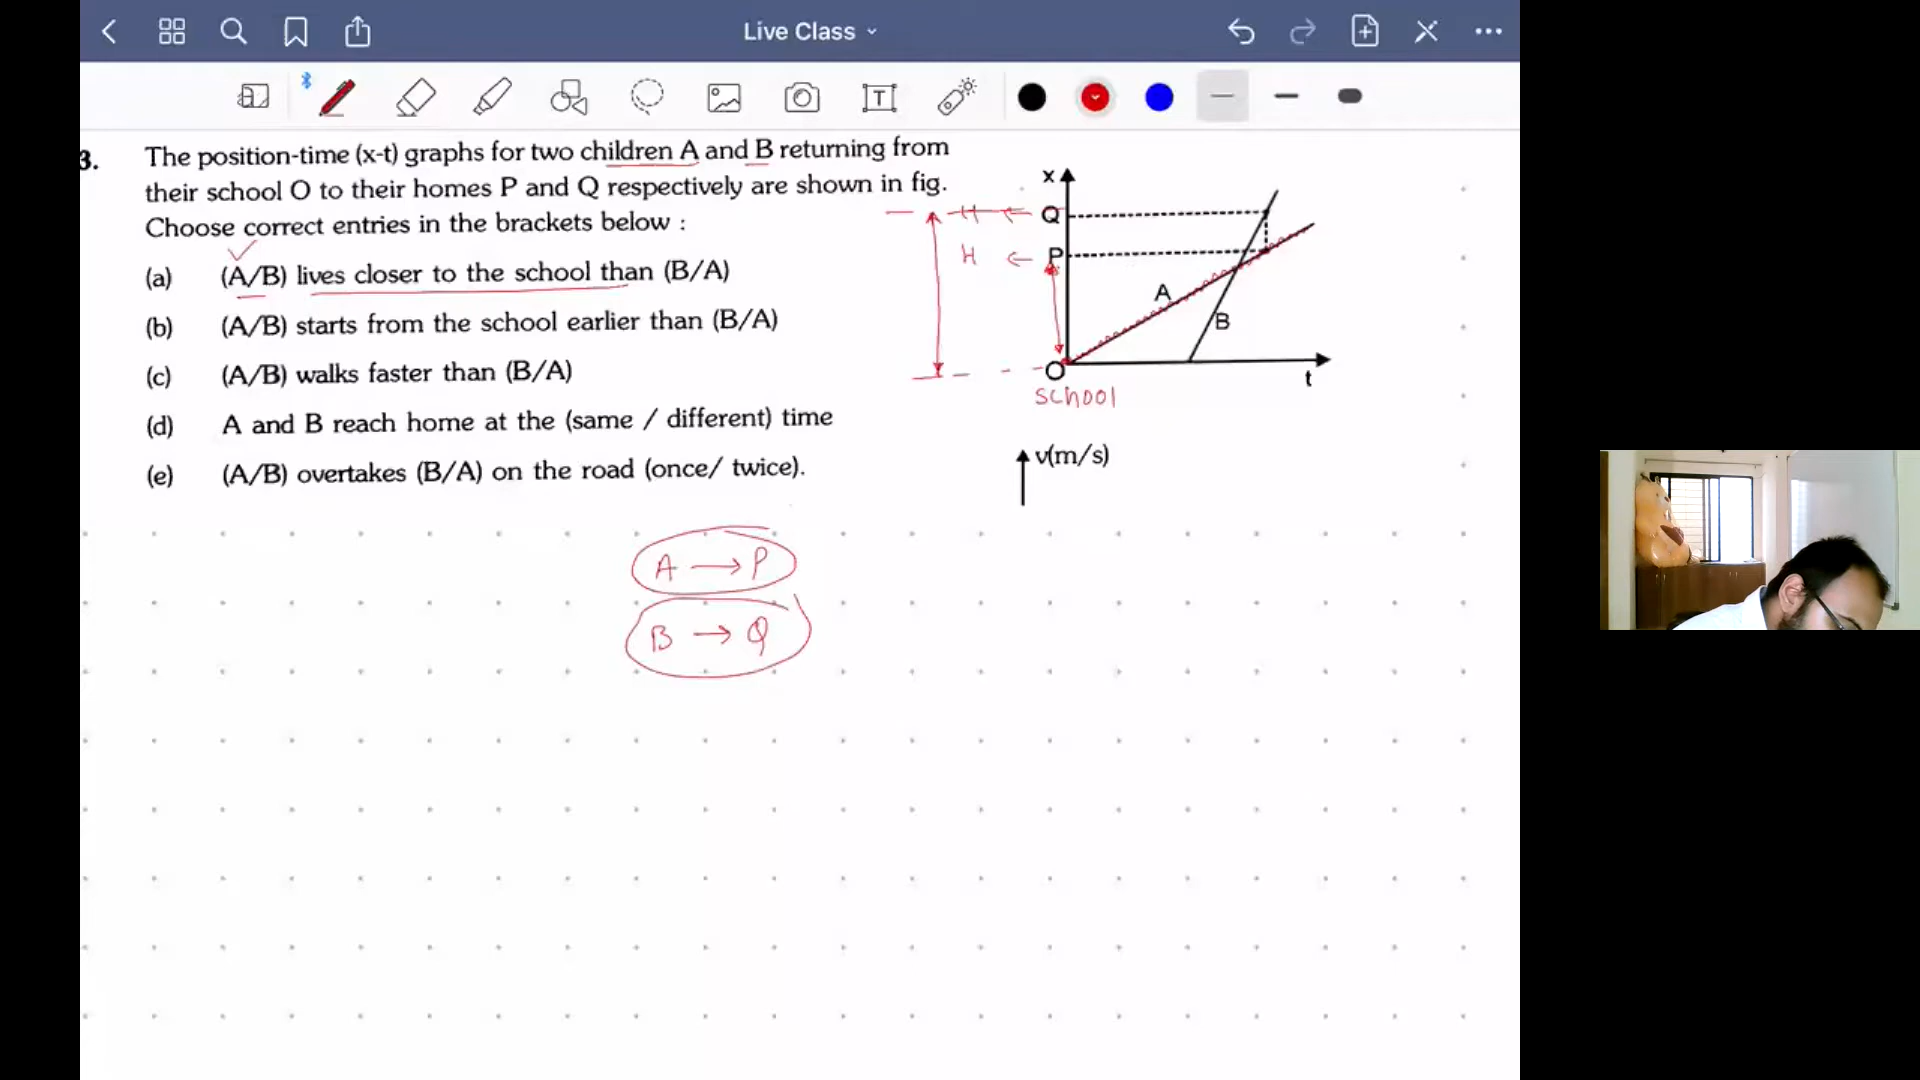 Live Class
3.
The position-time (x-t) graphs for two children A and B returning from
their school O to their homes P and Q respectively are shown in fig.
Choose correct entries in the brackets below :
(a) (A/B) lives closer to the school than (B/A)
(b) (A/B) starts from the school earlier than (B/A)
(c) (A/B) walks faster than (B/A)
(d) A and B reach home at the (same / different) time
(e) (A/B) overtakes (B/A) on the road (once/ twice).
x
H ← Q
H ← P
A
B
O
t
school
v(m/s)
A → P
B → Q